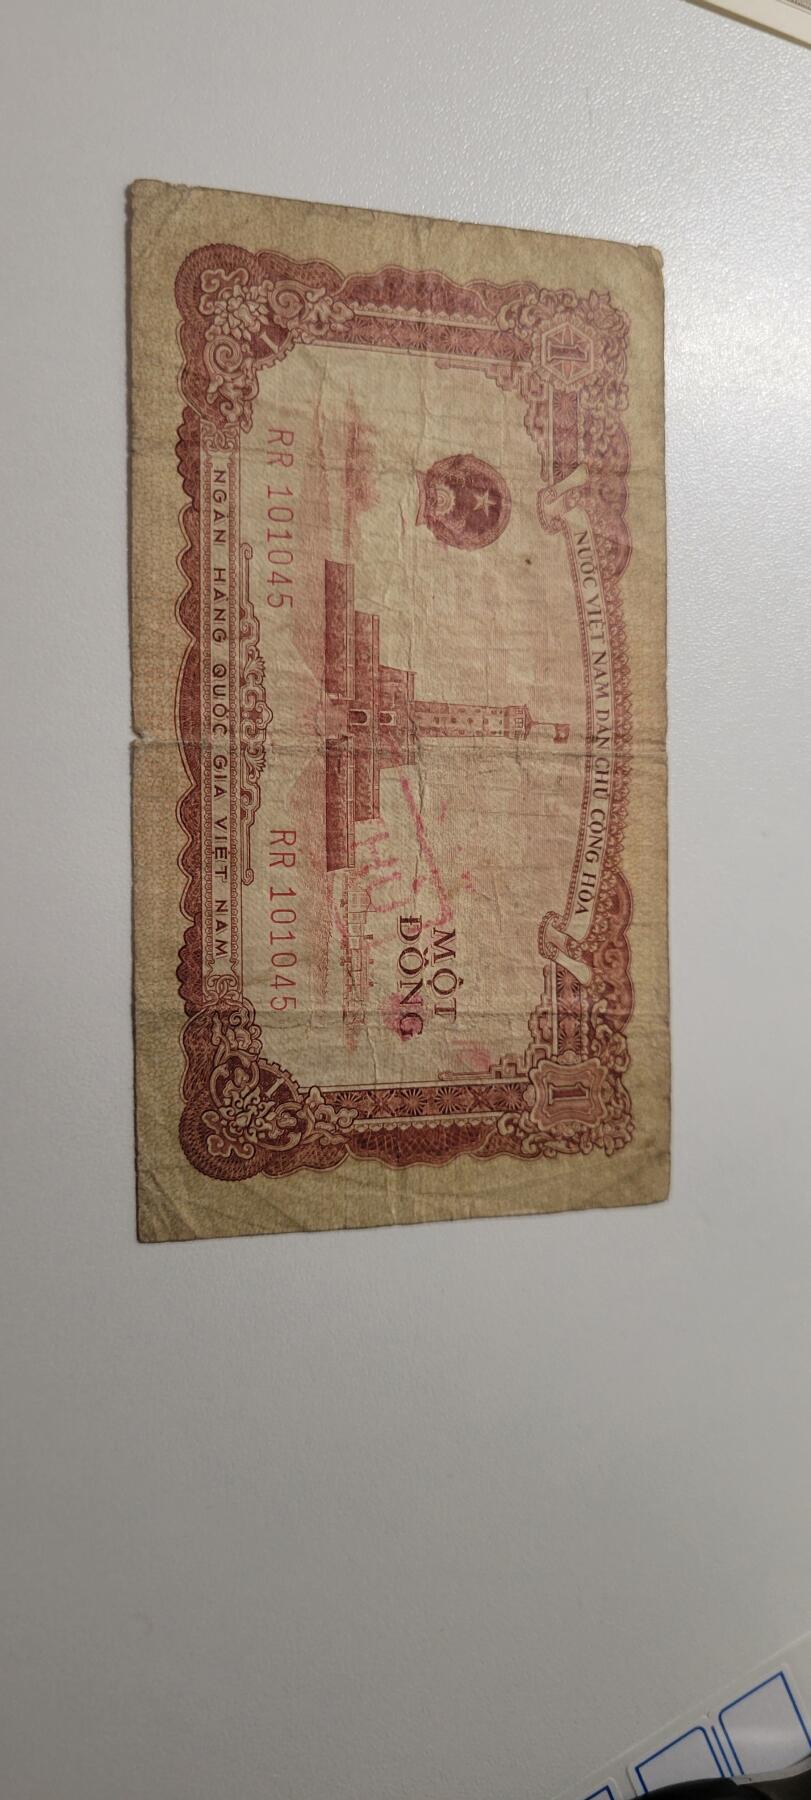 NƯỚC VIỆT NAM DÂN CHỦ CỘNG HÒA
1
1
MỘT
ĐỒNG
RR 101045
RR 101045
1
1
NGÂN HÀNG QUỐC GIA VIỆT NAM